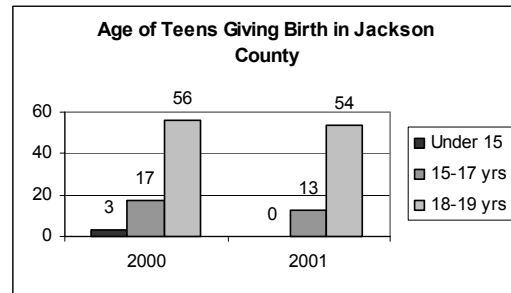 Age of Teens Giving Birth in Jackson
County
60
40
20
0
3
17
56
0
13
54
2000
2001
Under 15
15-17 yrs
18-19 yrs